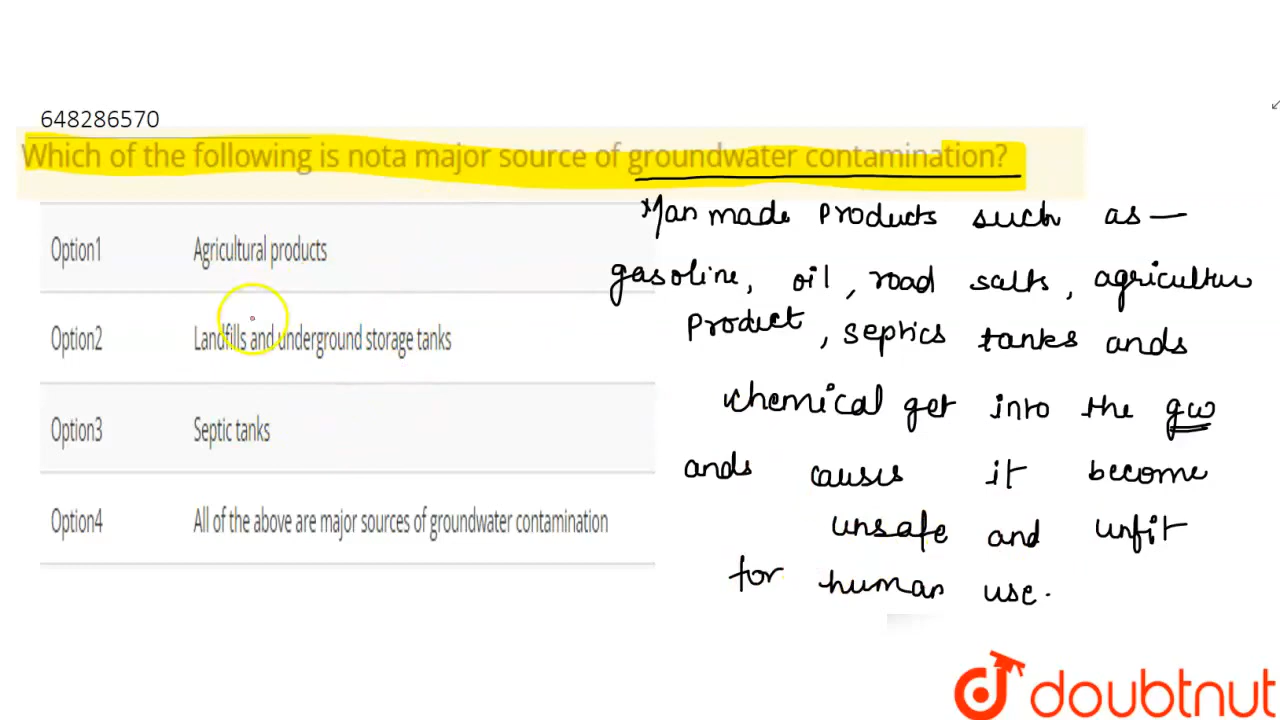 648286570
Which of the following is nota major source of groundwater contamination?
Option1 Agricultural products
Option2 Landfills and underground storage tanks
Option3 Septic tanks
Option4 All of the above are major sources of groundwater contamination
Man made products such as —
gasoline, oil, road salts, agricultur
product, septics tanks ands
chemical get into the gw
ands causes it become
unsafe and unfit
for human use.
doubtnut